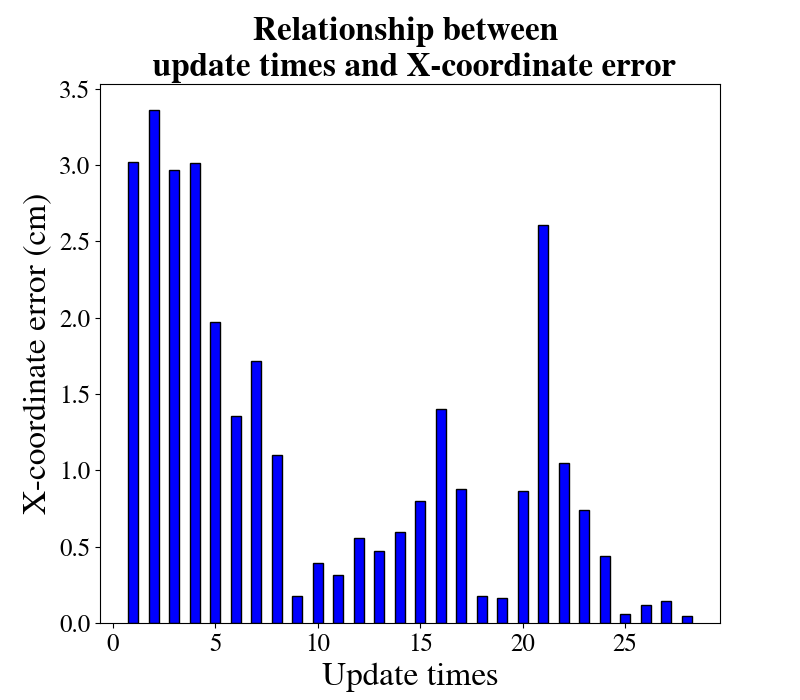 Relationship between
update times and X-coordinate error
3.5
3.0
2.5
2.0
1.5
1.0
0.5
0.0
X-coordinate error (cm)
0 5 10 15 20 25
Update times